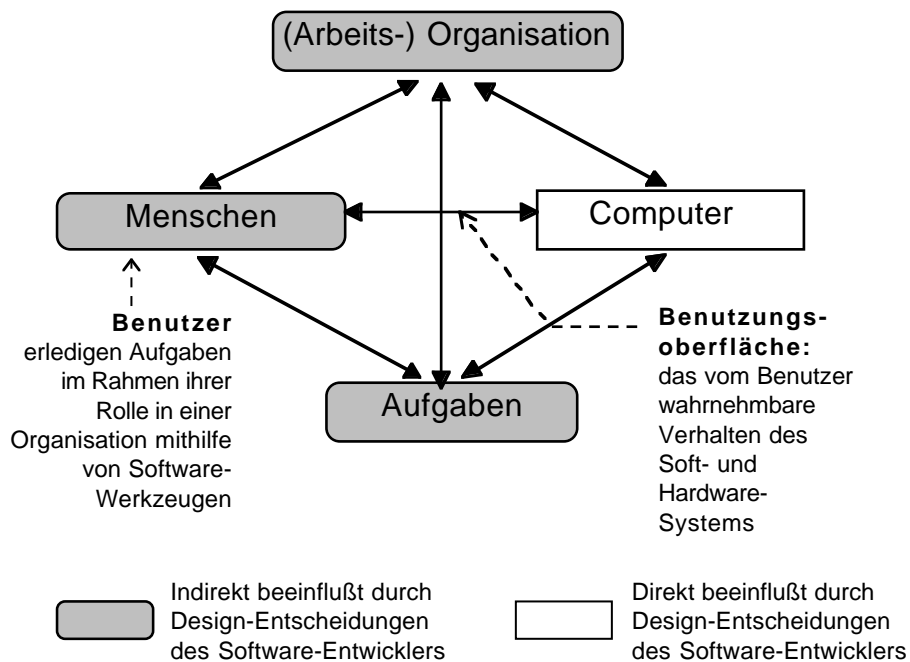 (Arbeits-) Organisation
Menschen
Computer
Benutzer
erledigen Aufgaben
im Rahmen ihrer
Rolle in einer
Organisation mithilfe
von Software-
Werkzeugen
Aufgaben
Benutzungs-
oberfläche:
das vom Benutzer
wahrnehmbare
Verhalten des
Soft- und
Hardware-
Systems
Indirekt beeinflußt durch
Design-Entscheidungen
des Software-Entwicklers
Direkt beeinflußt durch
Design-Entscheidungen
des Software-Entwicklers